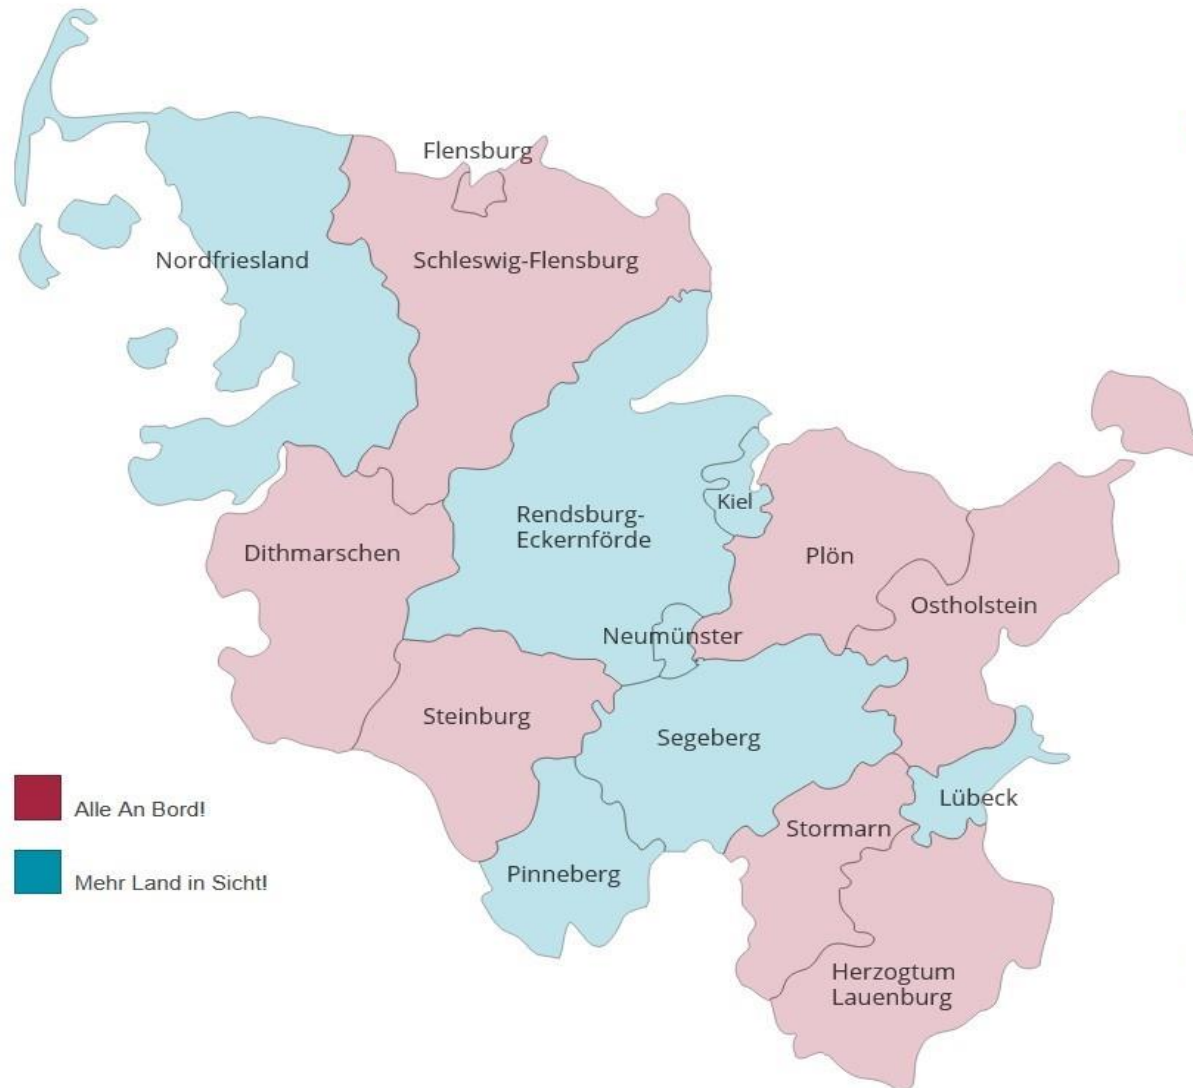 Flensburg
Nordfriesland
Schleswig-Flensburg
Kiel
Rendsburg-
Eckernförde
Dithmarschen
Plön
Ostholstein
Neumünster
Steinburg
Segeberg
Lübeck
Alle An Bord!
Stormarn
Pinneberg
Mehr Land in Sicht!
Herzogtum
Lauenburg